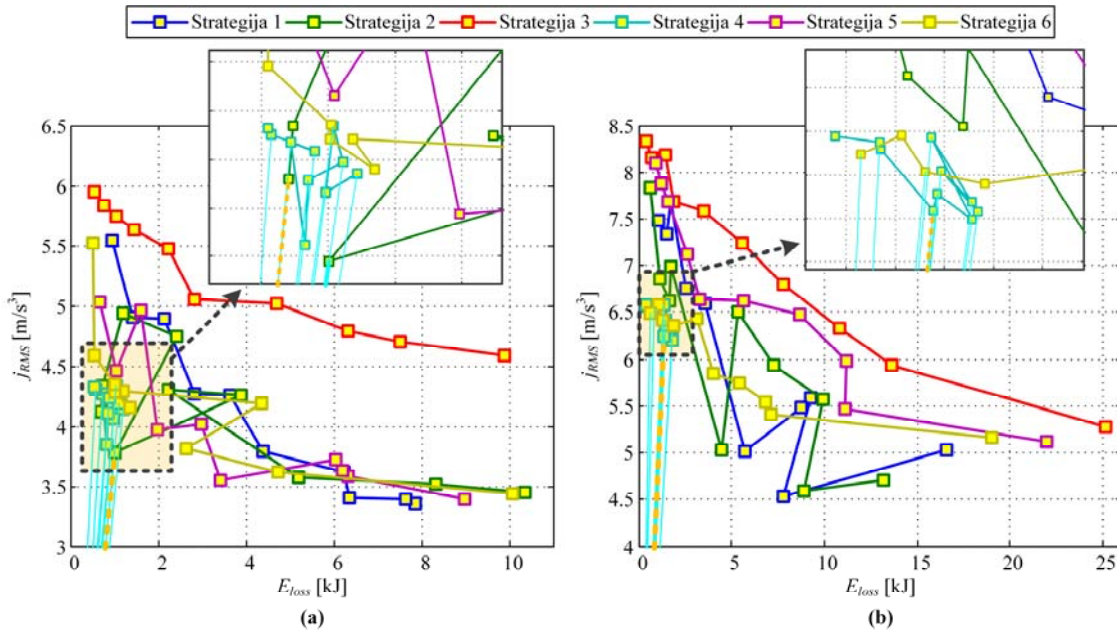 Strategija 1 Strategija 2 Strategija 3 Strategija 4 Strategija 5 Strategija 6
6.5
6
5.5
5
4.5
4
3.5
3
j_RMS [m/s³]
0 2 4 6 8 10
E_loss [kJ]
(a)
8.5
8
7.5
7
6.5
6
5.5
5
4.5
4
j_RMS [m/s³]
0 5 10 15 20 25
E_loss [kJ]
(b)